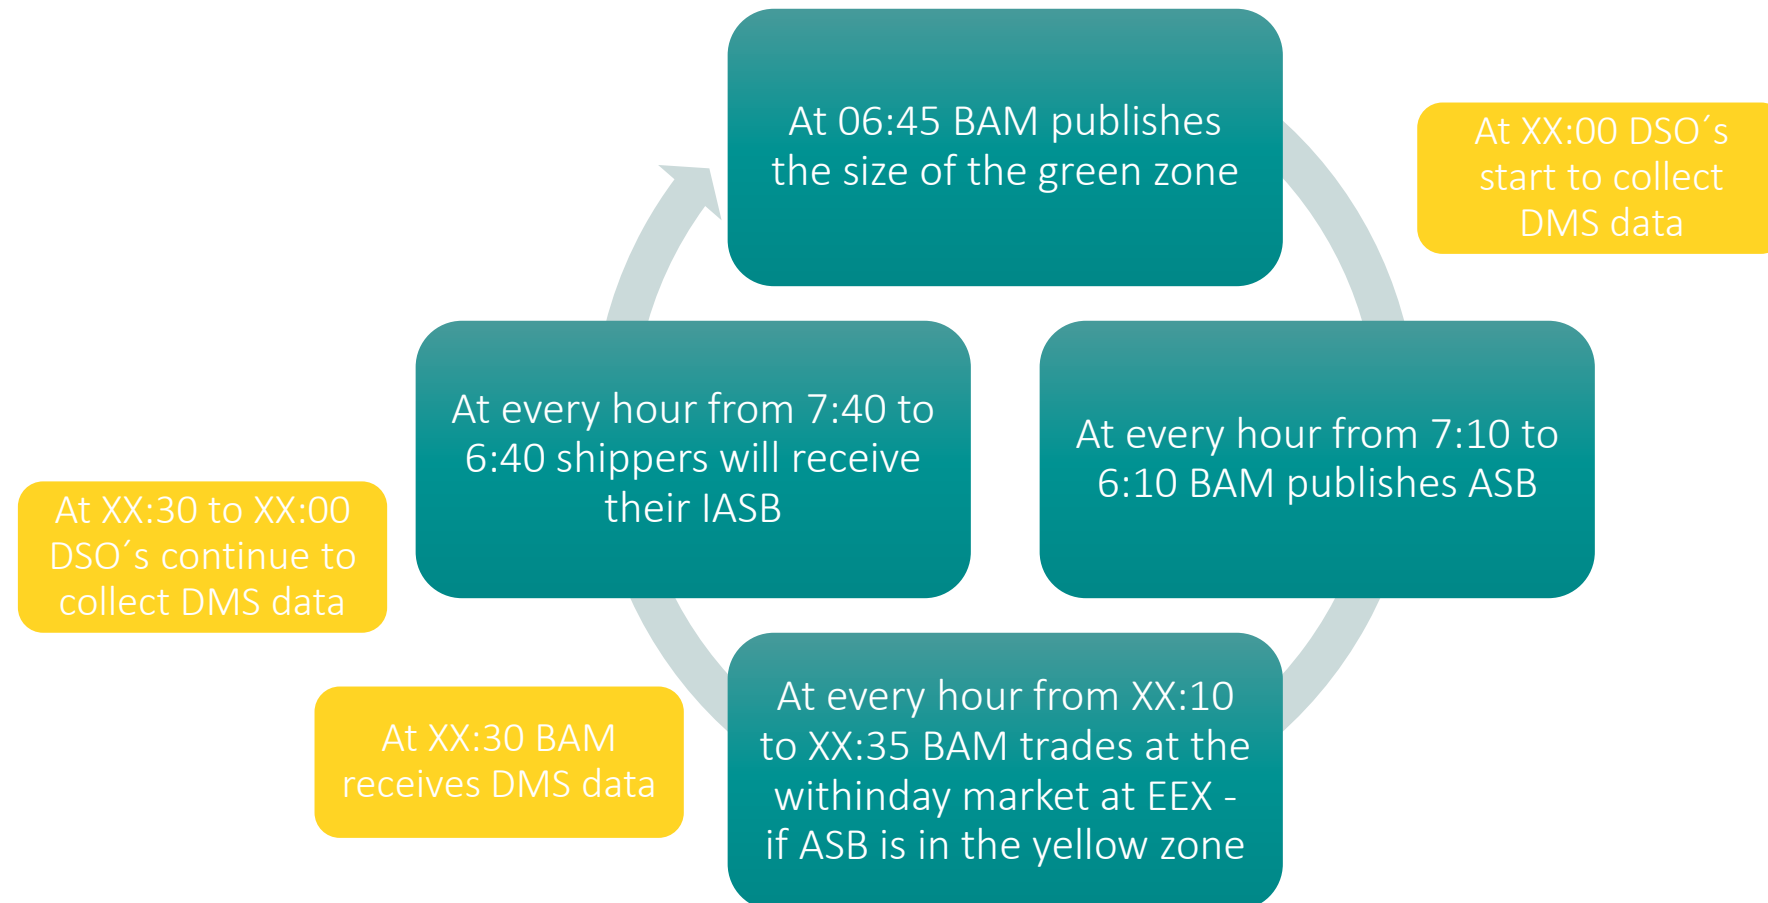 At 06:45 BAM publishes
the size of the green zone
At XX:00 DSO´s
start to collect
DMS data
At every hour from 7:10 to
6:10 BAM publishes ASB
At every hour from XX:10
to XX:35 BAM trades at the
withinday market at EEX -
if ASB is in the yellow zone
At XX:30 BAM
receives DMS data
At every hour from 7:40 to
6:40 shippers will receive
their IASB
At XX:30 to XX:00
DSO´s continue to
collect DMS data